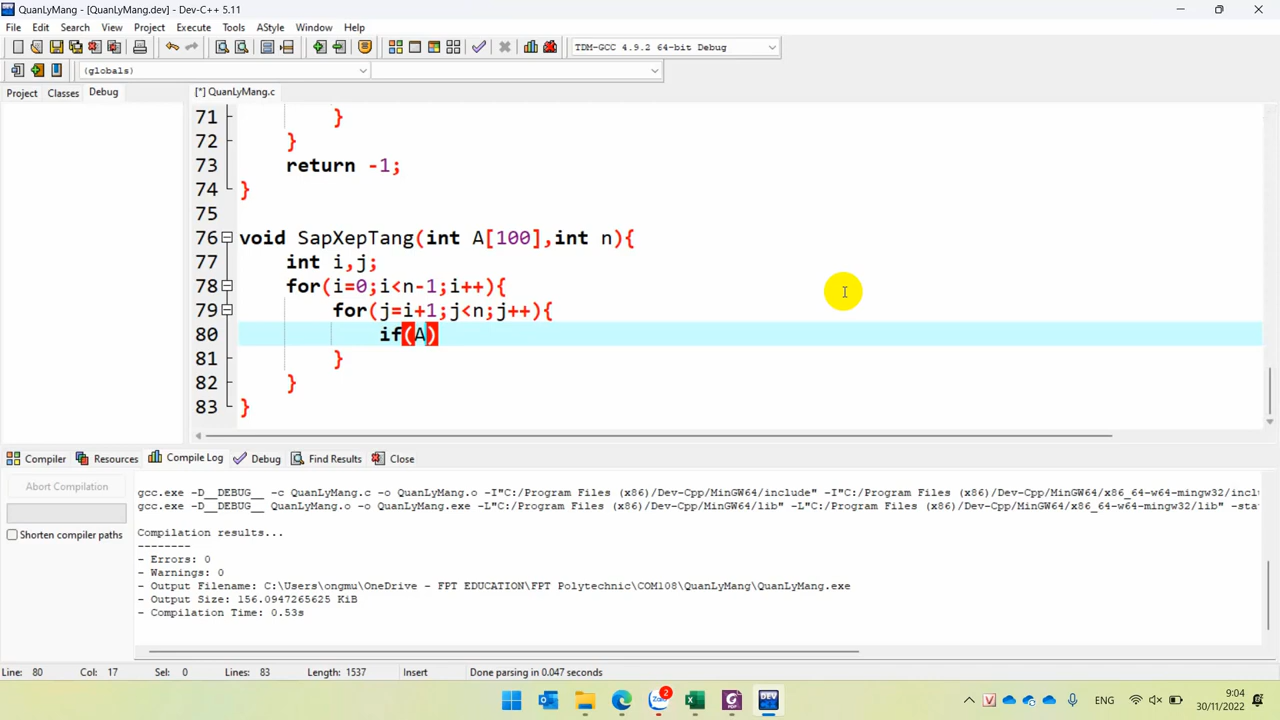 QuanLyMang - [QuanLyMang.dev] - Dev-C++ 5.11
File Edit Search View Project Execute Tools AStyle Window Help
TDM-GCC 4.9.2 64-bit Debug
(globals)
Project Classes Debug [*] QuanLyMang.c
71 }
72 }
73 return -1;
74 }
75
76 void SapXepTang(int A[100],int n){
77 int i,j;
78 for(i=0;i<n-1;i++){
79 for(j=i+1;j<n;j++){
80 if(A)
81 }
82 }
83 }
Compiler Resources Compile Log Debug Find Results Close
Abort Compilation
Shorten compiler paths
gcc.exe -D__DEBUG__ -c QuanLyMang.c -o QuanLyMang.o -I"C:/Program Files (x86)/Dev-Cpp/MinGW64/include" -I"C:/Program Files (x86)/Dev-Cpp/MinGW64/x86_64-w64-mingw32/incl
gcc.exe -D__DEBUG__ QuanLyMang.o -o QuanLyMang.exe -L"C:/Program Files (x86)/Dev-Cpp/MinGW64/lib" -L"C:/Program Files (x86)/Dev-Cpp/MinGW64/x86_64-w64-mingw32/lib" -sta
Compilation results...
--------
- Errors: 0
- Warnings: 0
- Output Filename: C:\Users\ongmu\OneDrive - FPT EDUCATION\FPT Polytechnic\COM108\QuanLyMang\QuanLyMang.exe
- Output Size: 156.0947265625 KiB
- Compilation Time: 0.53s
Line: 80 Col: 17 Sel: 0 Lines: 83 Length: 1537 Insert Done parsing in 0.047 seconds
Zalo 2 PDF DEV ENG 9:04
30/11/2022